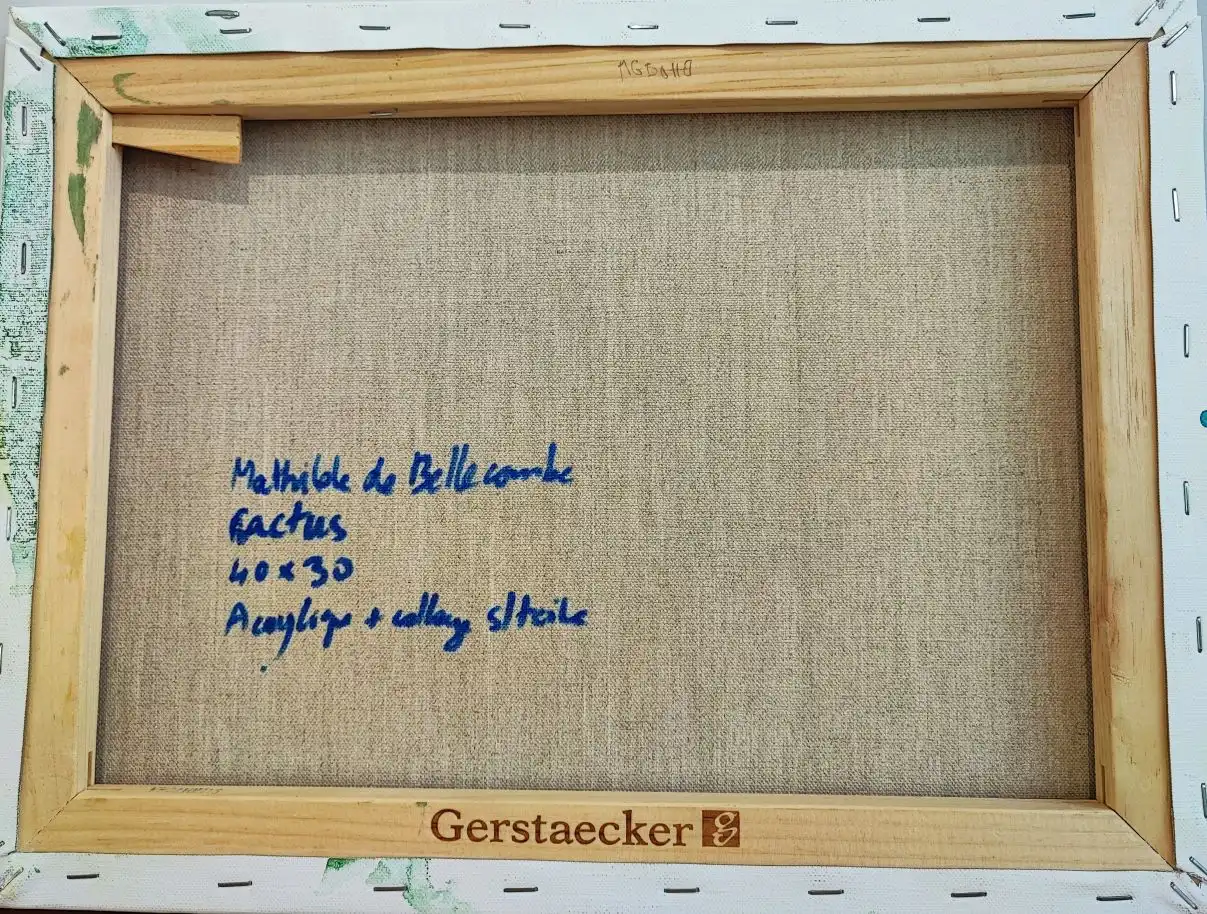 Mathilde de Bellecombe
Cactus
40 x 30
Acrylique + collage s/toile
Gerstaecker